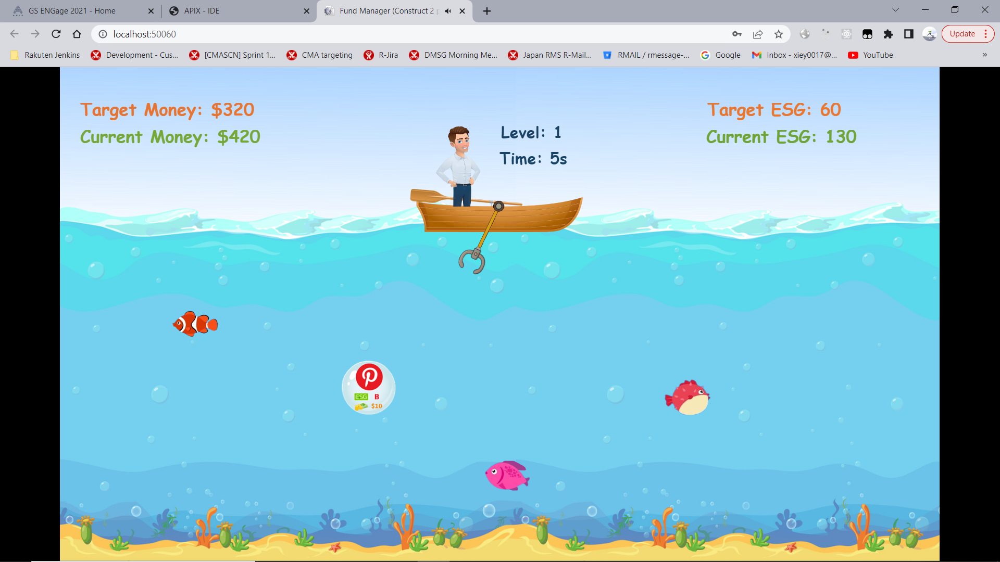 GS ENGage 2021 - Home
APIX - IDE
Fund Manager (Construct 2 p
localhost:50060
Update
Rakuten Jenkins
Development - Cus...
[CMASCN] Sprint 1...
CMA targeting
R-Jira
DMSG Morning Me...
Japan RMS R-Mail...
RMAIL / rmessage-...
Google
Inbox - xiey0017@...
YouTube
»
Target Money: $320
Current Money: $420
Level: 1
Time: 5s
Target ESG: 60
Current ESG: 130
ESG B
$10